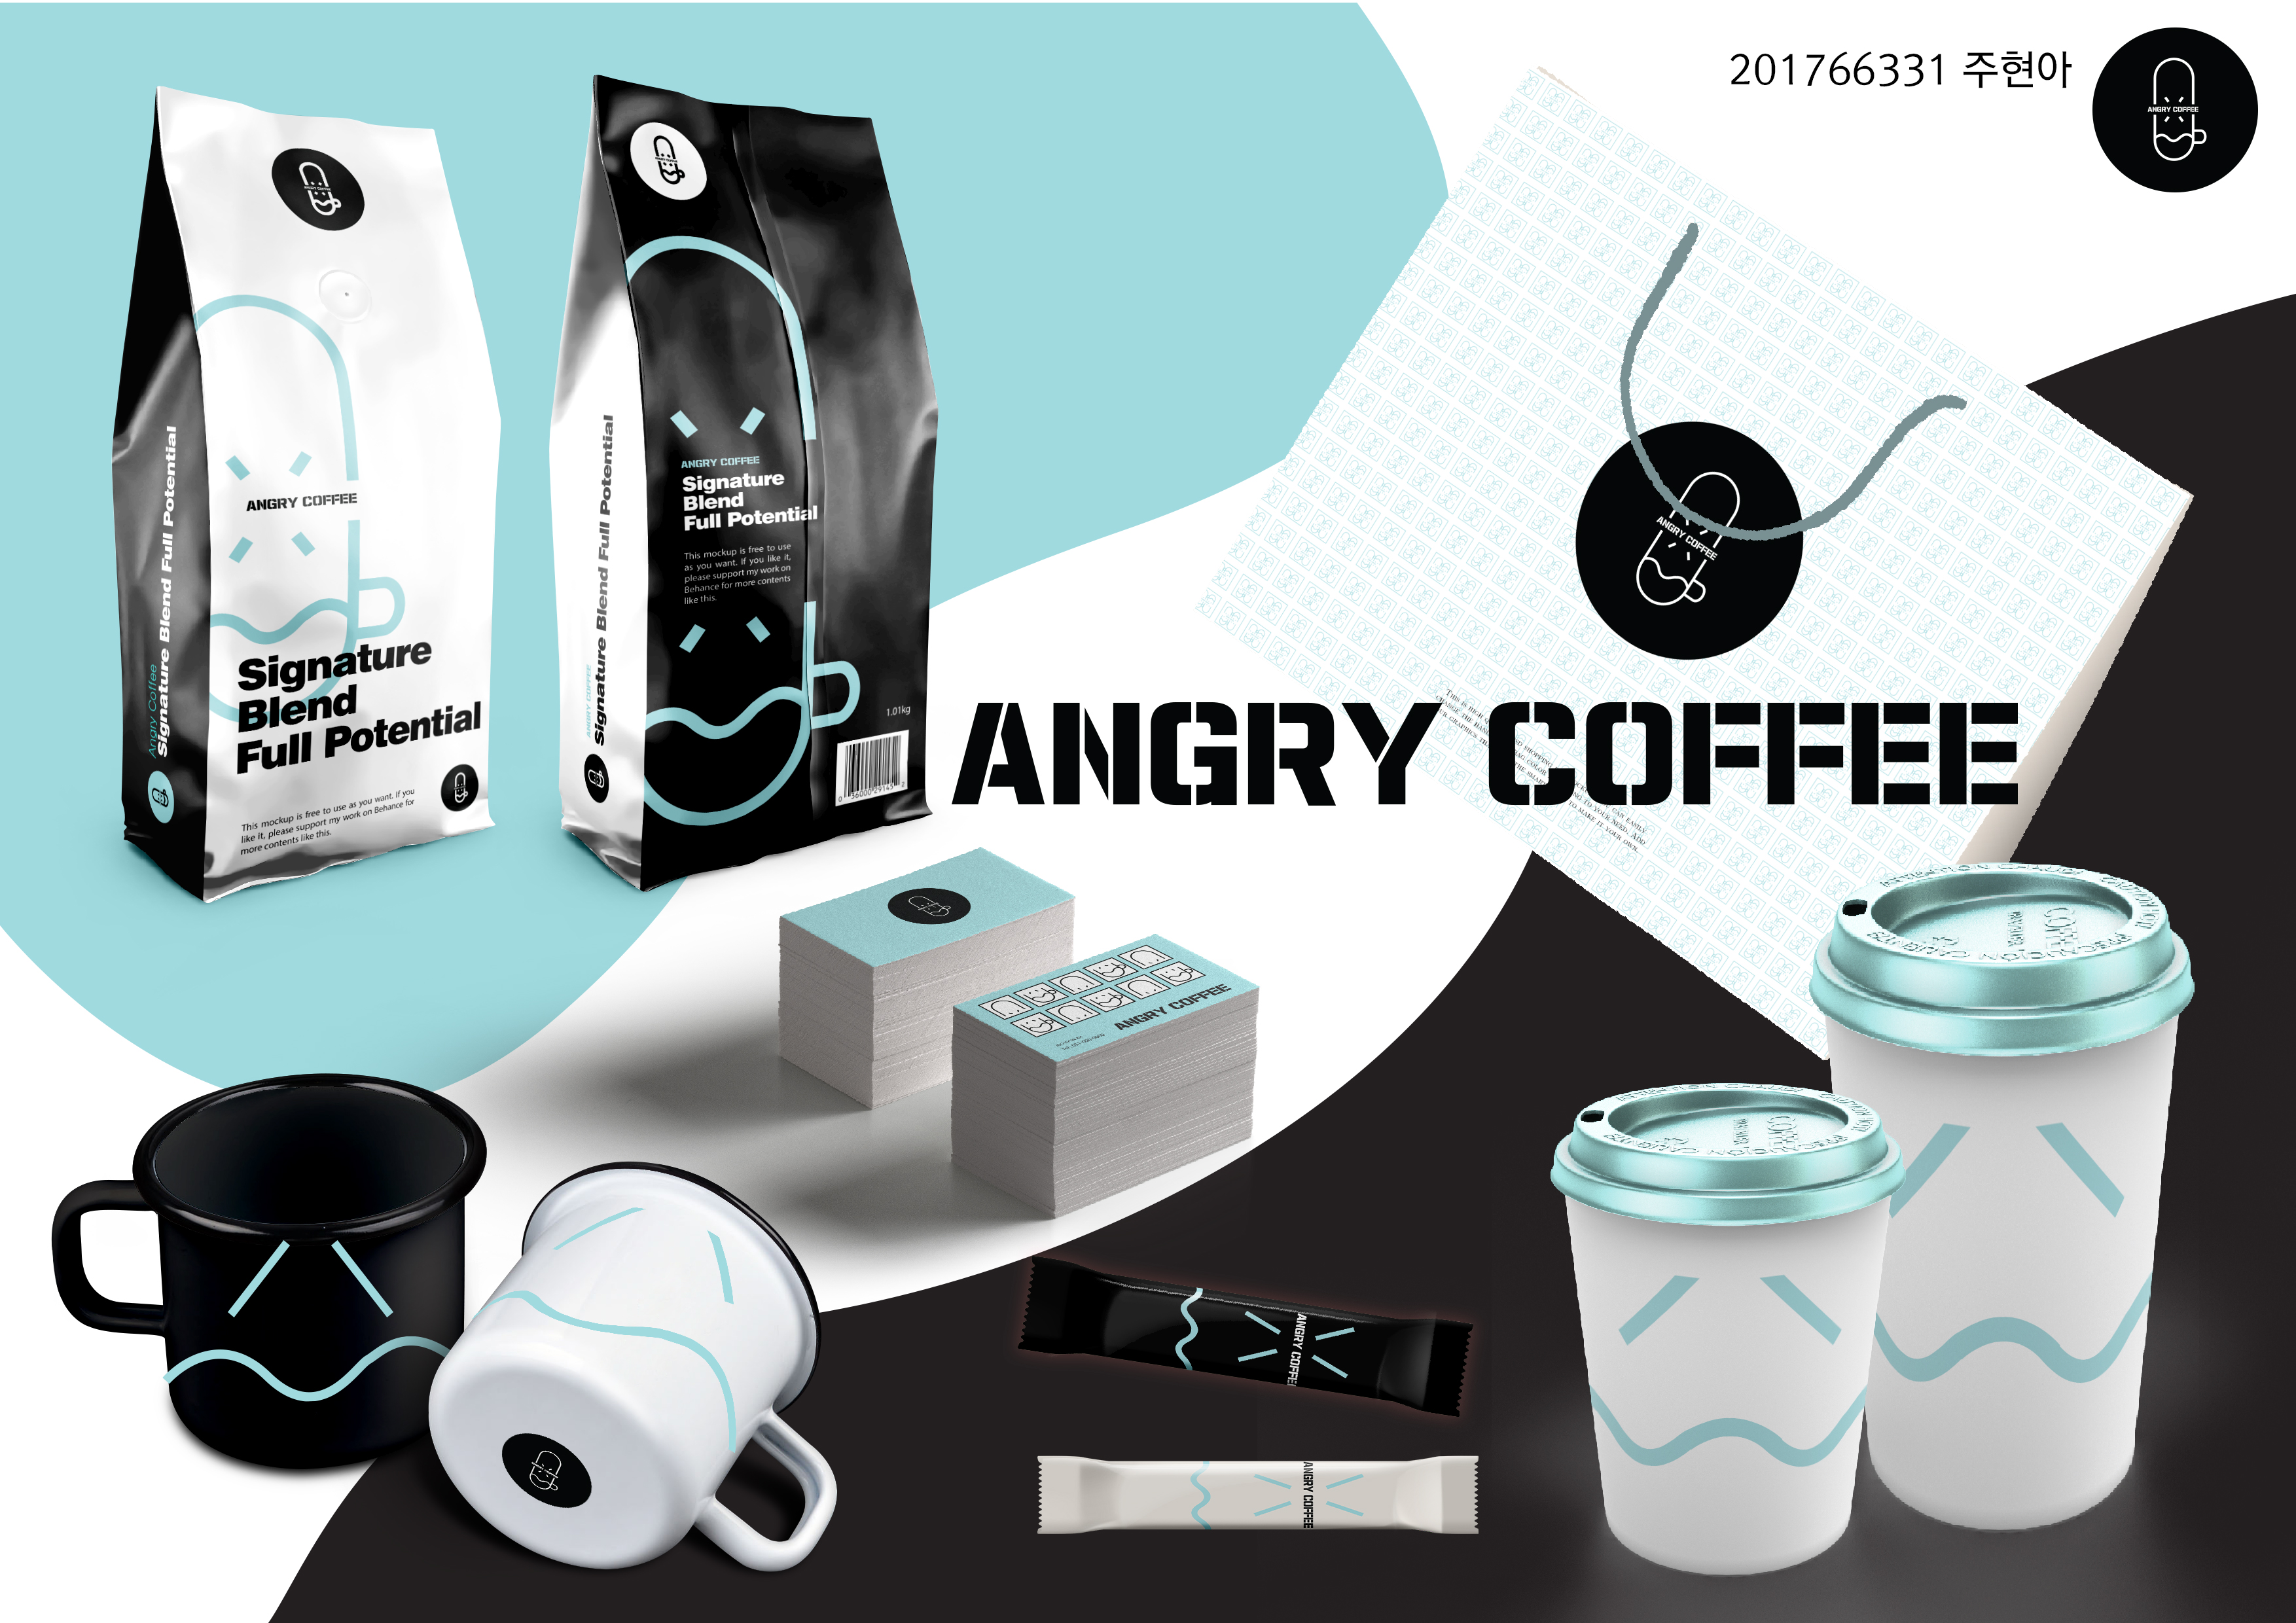 201766331 주현아
ANGRY COFFEE
ANGRY COFFEE
Signature
Blend
Full Potential
This mockup is free to use as you want. If you
like it, please support my work on Behance for
more contents like this.
Angry Coffee
Signature Blend Full Potential
ANGRY COFFEE
Signature
Blend
Full Potential
This mockup is free to use
as you want. If you like it,
please support my work on
Behance for more contents
like this.
1.01kg
ANGRY COFFEE
Signature Blend Full Potential
ANGRY COFFEE
ANGRY COFFEE
ANGRY COFFEE
ANGRY COFFEE
ANGRY COFFEE
COFFEE
COFFEE